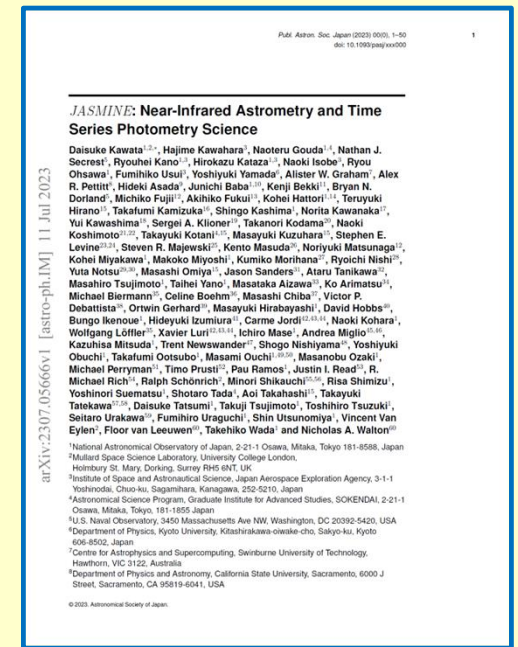 Publ. Astron. Soc. Japan (2023) 00(0), 1–50
doi: 10.1093/pasj/xxx000
1
JASMINE: Near-Infrared Astrometry and Time
Series Photometry Science
Daisuke Kawata1,2,*, Hajime Kawahara3, Naoteru Gouda1,4, Nathan J.
Secrest5, Ryouhei Kano1,3, Hirokazu Kataza1,3, Naoki Isobe3, Ryou
Ohsawa1, Fumihiko Usui3, Yoshiyuki Yamada6, Alister W. Graham7, Alex
R. Pettitt8, Hideki Asada9, Junichi Baba1,10, Kenji Bekki11, Bryan N.
Dorland5, Michiko Fujii12, Akihiko Fukui13, Kohei Hattori1,14, Teruyuki
Hirano15, Takafumi Kamizuka16, Shingo Kashima1, Norita Kawanaka17,
Yui Kawashima18, Sergei A. Klioner19, Takanori Kodama20, Naoki
Koshimoto21,22, Takayuki Kotani4,15, Masayuki Kuzuhara15, Stephen E.
Levine23,24, Steven R. Majewski25, Kento Masuda26, Noriyuki Matsunaga12,
Kohei Miyakawa1, Makoko Miyoshi1, Kumiko Morihana27, Ryoichi Nishi28,
Yuta Notsu29,30, Masashi Omiya15, Jason Sanders31, Ataru Tanikawa32,
Masahiro Tsujimoto1, Taihei Yano1, Masataka Aizawa33, Ko Arimatsu34,
Michael Biermann35, Celine Boehm36, Masashi Chiba37, Victor P.
Debattista38, Ortwin Gerhard39, Masayuki Hirabayashi1, David Hobbs40,
Bungo Ikenoue1, Hideyuki Izumiura41, Carme Jordi42,43,44, Naoki Kohara1,
Wolfgang Löffler35, Xavier Luri42,43,44, Ichiro Mase1, Andrea Miglio45,46,
Kazuhisa Mitsuda1, Trent Newswander47, Shogo Nishiyama48, Yoshiyuki
Obuchi1, Takafumi Ootsubo1, Masami Ouchi1,49,50, Masanobu Ozaki1,
Michael Perryman51, Timo Prusti52, Pau Ramos1, Justin I. Read53, R.
Michael Rich54, Ralph Schönrich2, Minori Shikauchi55,56, Risa Shimizu1,
Yoshinori Suematsu1, Shotaro Tada4, Aoi Takahashi15, Takayuki
Tatekawa57,58, Daisuke Tatsumi1, Takuji Tsujimoto1, Toshihiro Tsuzuki1,
Seitaro Urakawa59, Fumihiro Uraguchi1, Shin Utsunomiya1, Vincent Van
Eylen2, Floor van Leeuwen60, Takehiko Wada1 and Nicholas A. Walton60
1National Astronomical Observatory of Japan, 2-21-1 Osawa, Mitaka, Tokyo 181-8588, Japan
2Mullard Space Science Laboratory, University College London,
Holmbury St. Mary, Dorking, Surrey RH5 6NT, UK
3Institute of Space and Astronautical Science, Japan Aerospace Exploration Agency, 3-1-1
Yoshinodai, Chuo-ku, Sagamihara, Kanagawa, 252-5210, Japan
4Astronomical Science Program, Graduate Institute for Advanced Studies, SOKENDAI, 2-21-1
Osawa, Mitaka, Tokyo, 181-1855 Japan
5U.S. Naval Observatory, 3450 Massachusetts Ave NW, Washington, DC 20392-5420, USA
6Department of Physics, Kyoto University, Kitashirakawa-oiwake-cho, Sakyo-ku, Kyoto
606-8502, Japan
7Centre for Astrophysics and Supercomputing, Swinburne University of Technology,
Hawthorn, VIC 3122, Australia
8Department of Physics and Astronomy, California State University, Sacramento, 6000 J
Street, Sacramento, CA 95819-6041, USA
© 2023. Astronomical Society of Japan.
arXiv:2307.05666v1 [astro-ph.IM] 11 Jul 2023